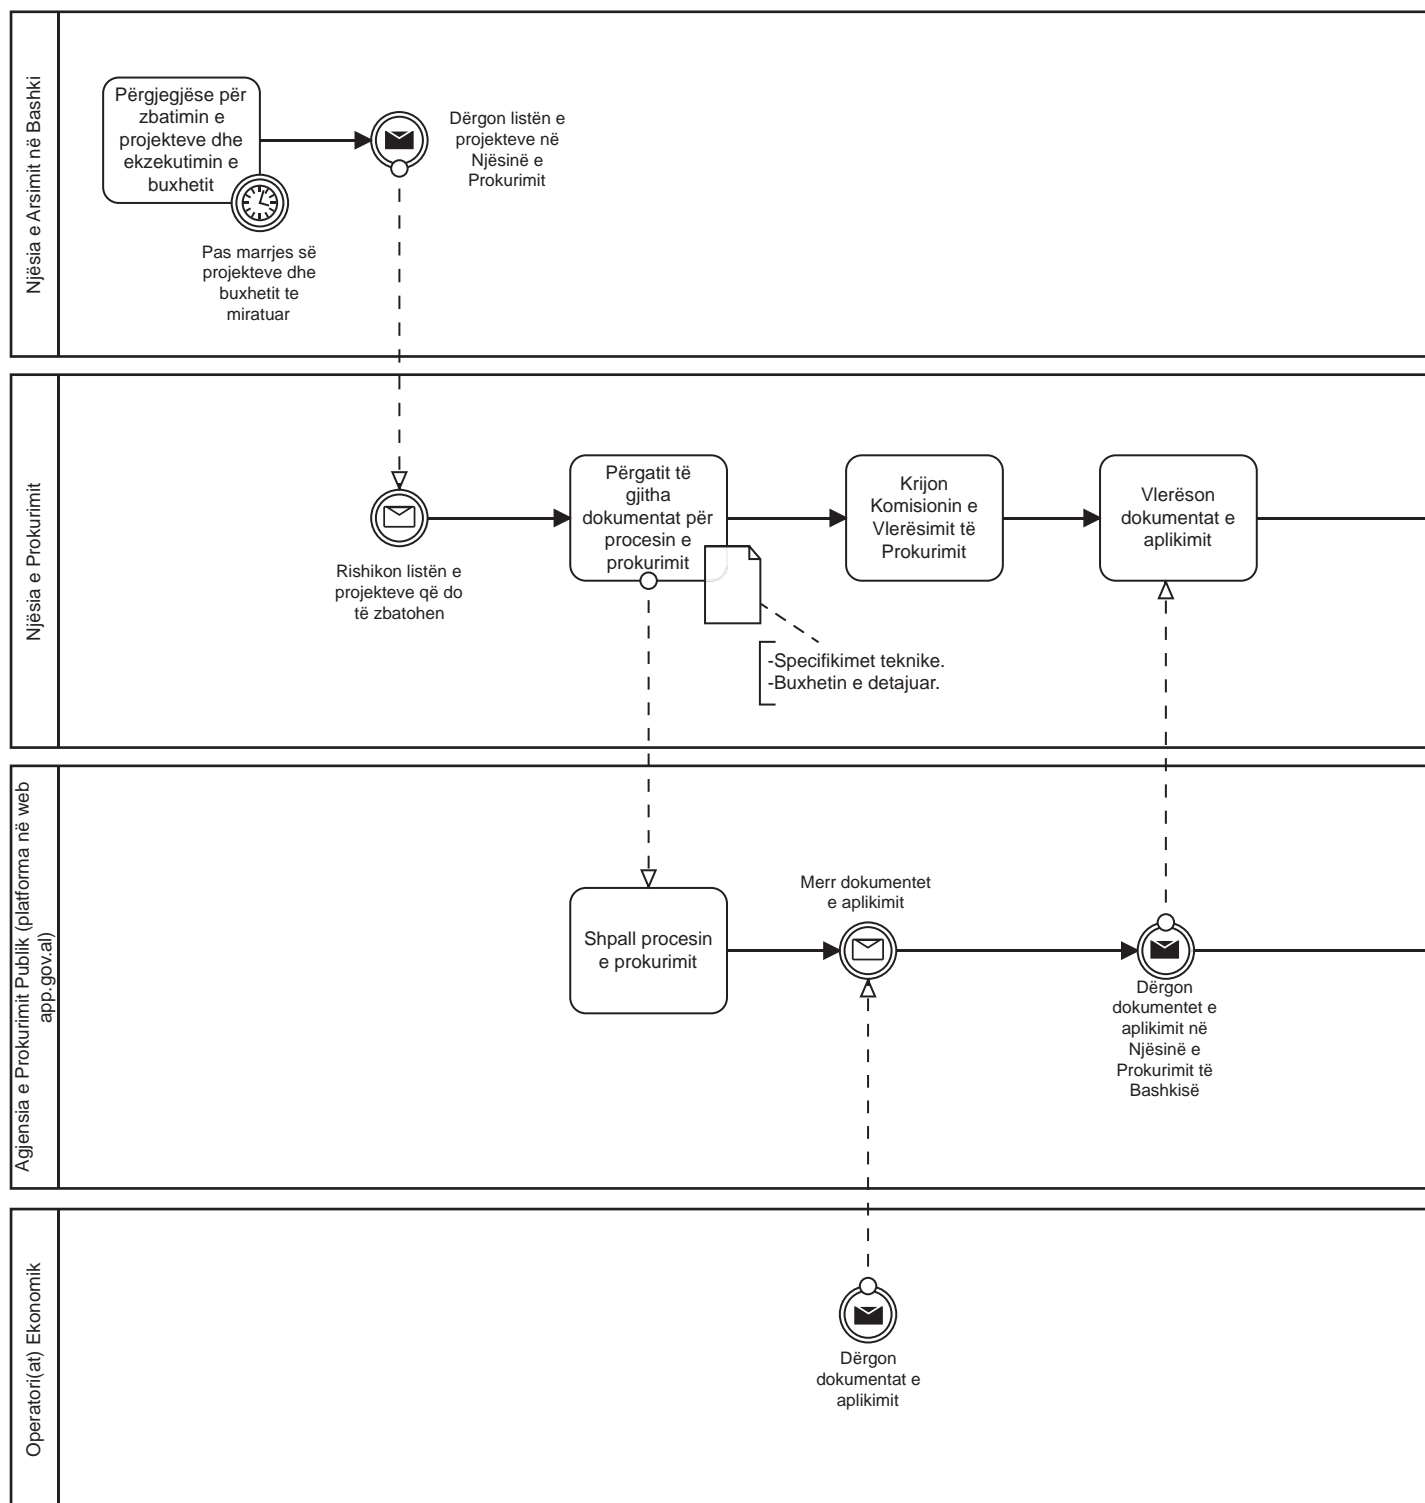 Njësia e Arsimit në Bashki
Përgjegjëse për
zbatimin e
projekteve dhe
ekzekutimin e
buxhetit
Pas marrjes së
projekteve dhe
buxhetit te
miratuar
Dërgon listën e
projekteve në
Njësinë e
Prokurimit
Njësia e Prokurimit
Rishikon listën e
projekteve që do
të zbatohen
Përgatit të
gjitha
dokumentat për
procesin e
prokurimit
-Specifikimet teknike.
-Buxhetin e detajuar.
Krijon
Komisionin e
Vlerësimit të
Prokurimit
Vlerëson
dokumentat e
aplikimit
Agjensia e Prokurimit Publik (platforma në web
app.gov.al)
Shpall procesin
e prokurimit
Merr dokumentet
e aplikimit
Dërgon
dokumentet e
aplikimit në
Njësinë e
Prokurimit të
Bashkisë
Operatori(at) Ekonomik
Dërgon
dokumentat e
aplikimit